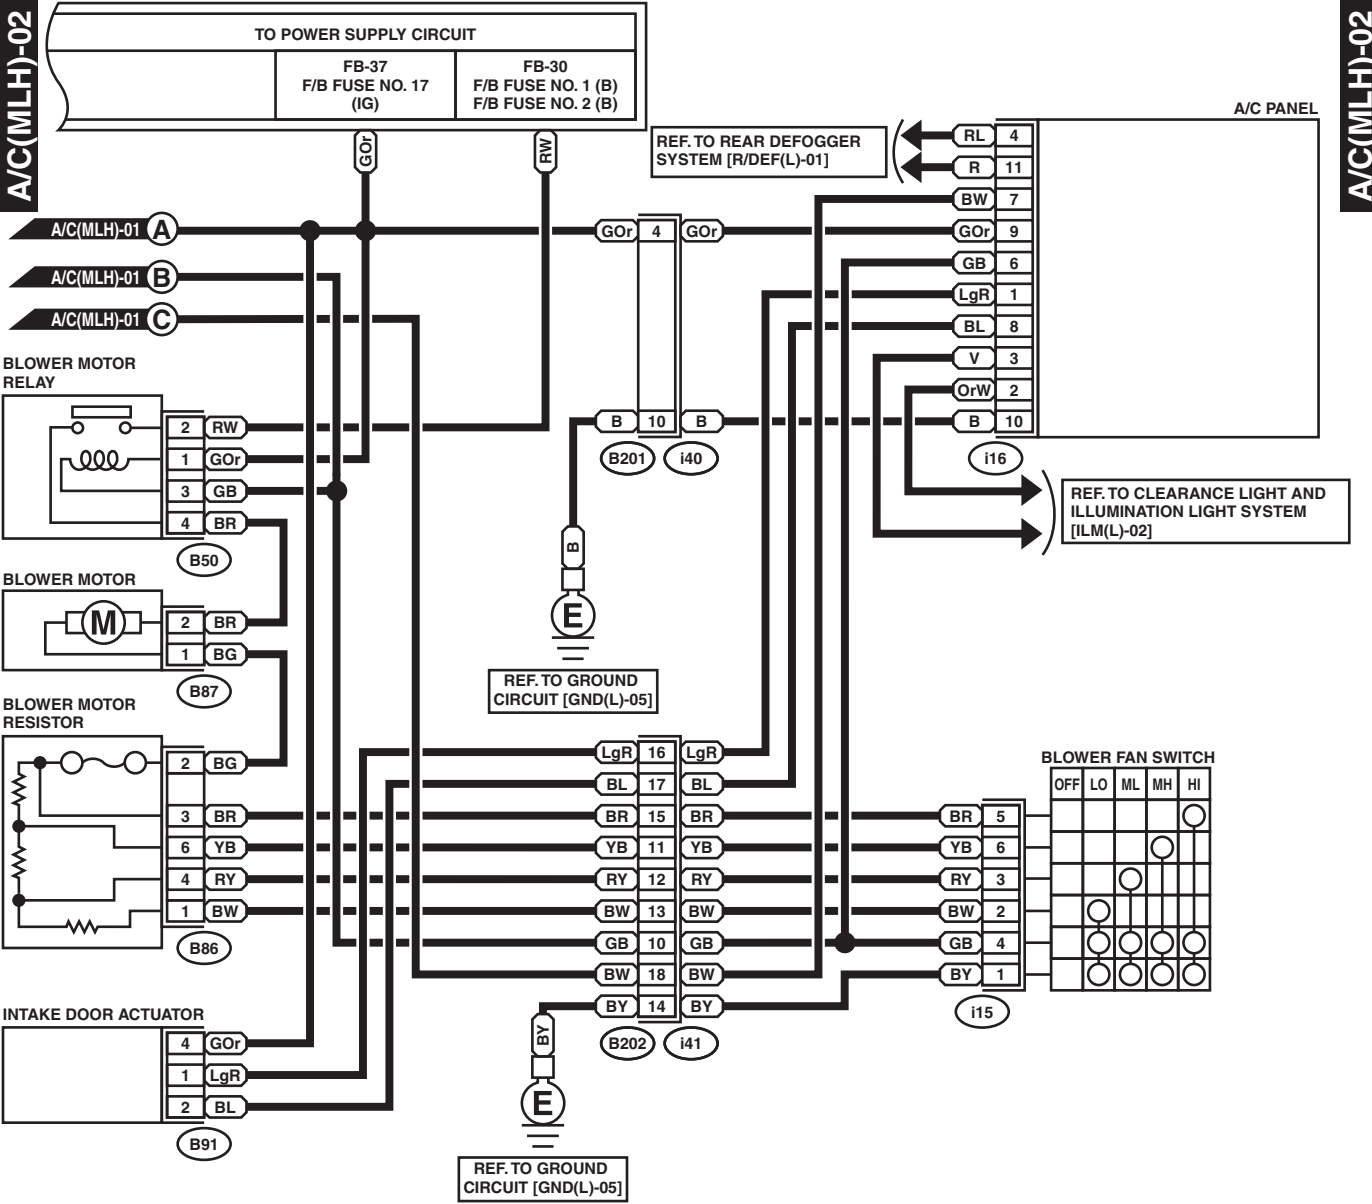 A/C(MLH)-02
A/C(MLH)-02
TO POWER SUPPLY CIRCUIT
FB-37
F/B FUSE NO. 17
(IG)
FB-30
F/B FUSE NO. 1 (B)
F/B FUSE NO. 2 (B)
GOr
RW
REF. TO REAR DEFOGGER
SYSTEM [R/DEF(L)-01]
A/C PANEL
RL 4
R 11
BW 7
GOr 9
GB 6
LgR 1
BL 8
V 3
OrW 2
B 10
i16
A/C(MLH)-01 A
A/C(MLH)-01 B
A/C(MLH)-01 C
GOr 4 GOr
B 10 B
B201 i40
B
E
REF. TO GROUND
CIRCUIT [GND(L)-05]
REF. TO CLEARANCE LIGHT AND
ILLUMINATION LIGHT SYSTEM
[ILM(L)-02]
BLOWER MOTOR
RELAY
2 RW
1 GOr
3 GB
4 BR
B50
BLOWER MOTOR
M
2 BR
1 BG
B87
BLOWER MOTOR
RESISTOR
2 BG
3 BR
6 YB
4 RY
1 BW
B86
LgR 16 LgR
BL 17 BL
BR 15 BR
YB 11 YB
RY 12 RY
BW 13 BW
GB 10 GB
BW 18 BW
BY 14 BY
B202 i41
BY
E
REF. TO GROUND
CIRCUIT [GND(L)-05]
BLOWER FAN SWITCH
OFF LO ML MH HI
BR 5
YB 6
RY 3
BW 2
GB 4
BY 1
i15
INTAKE DOOR ACTUATOR
4 GOr
1 LgR
2 BL
B91